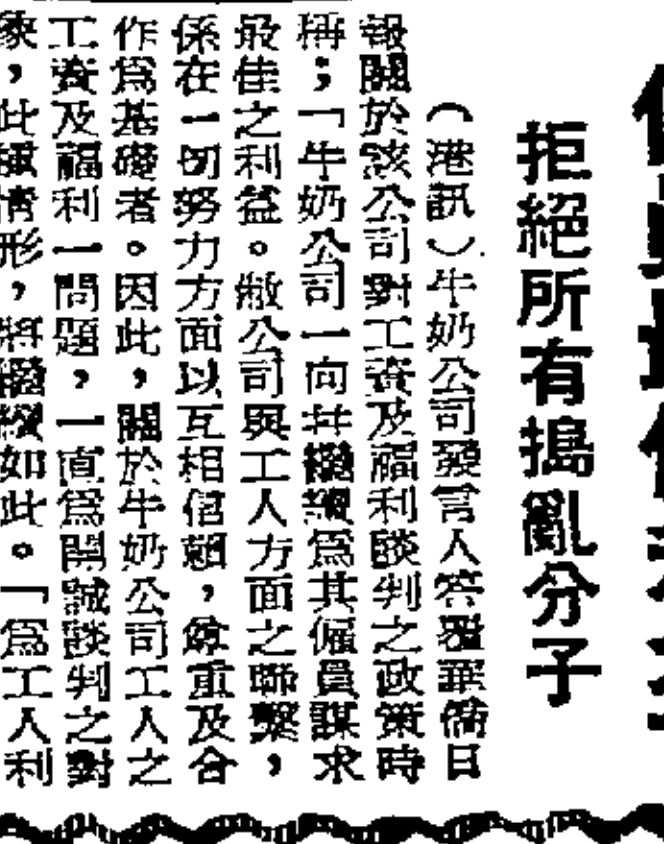 拒絕所有搗亂分子
(港訊)牛奶公司發言人答覆華僑日
報關於該公司對工資及福利談判之政策時
稱;「牛奶公司一向幷繼續爲其僱員謀求
最佳之利益。敝公司與工人方面之聯繫,
係在一切努力方面以互相信賴,尊重及合
作爲基礎者。因此,關於牛奶公司工人之
工資及福利一問題,一直爲開誠談判之對
象,此種情形,將繼續如此。「爲工人利